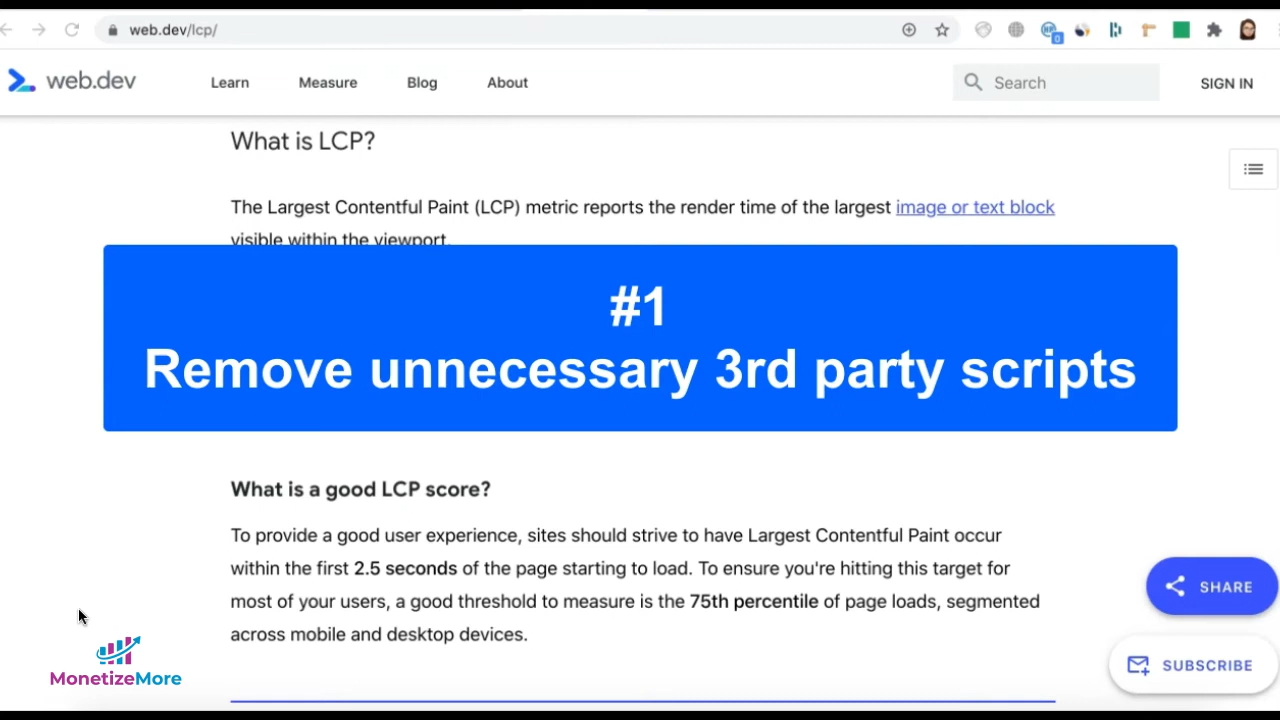 web.dev/lcp/
0
web.dev
Learn
Measure
Blog
About
Search
SIGN IN
What is LCP?
The Largest Contentful Paint (LCP) metric reports the render time of the largest image or text block
visible within the viewport.
#1
Remove unnecessary 3rd party scripts
What is a good LCP score?
To provide a good user experience, sites should strive to have Largest Contentful Paint occur
within the first 2.5 seconds of the page starting to load. To ensure you're hitting this target for
most of your users, a good threshold to measure is the 75th percentile of page loads, segmented
across mobile and desktop devices.
SHARE
SUBSCRIBE
MonetizeMore